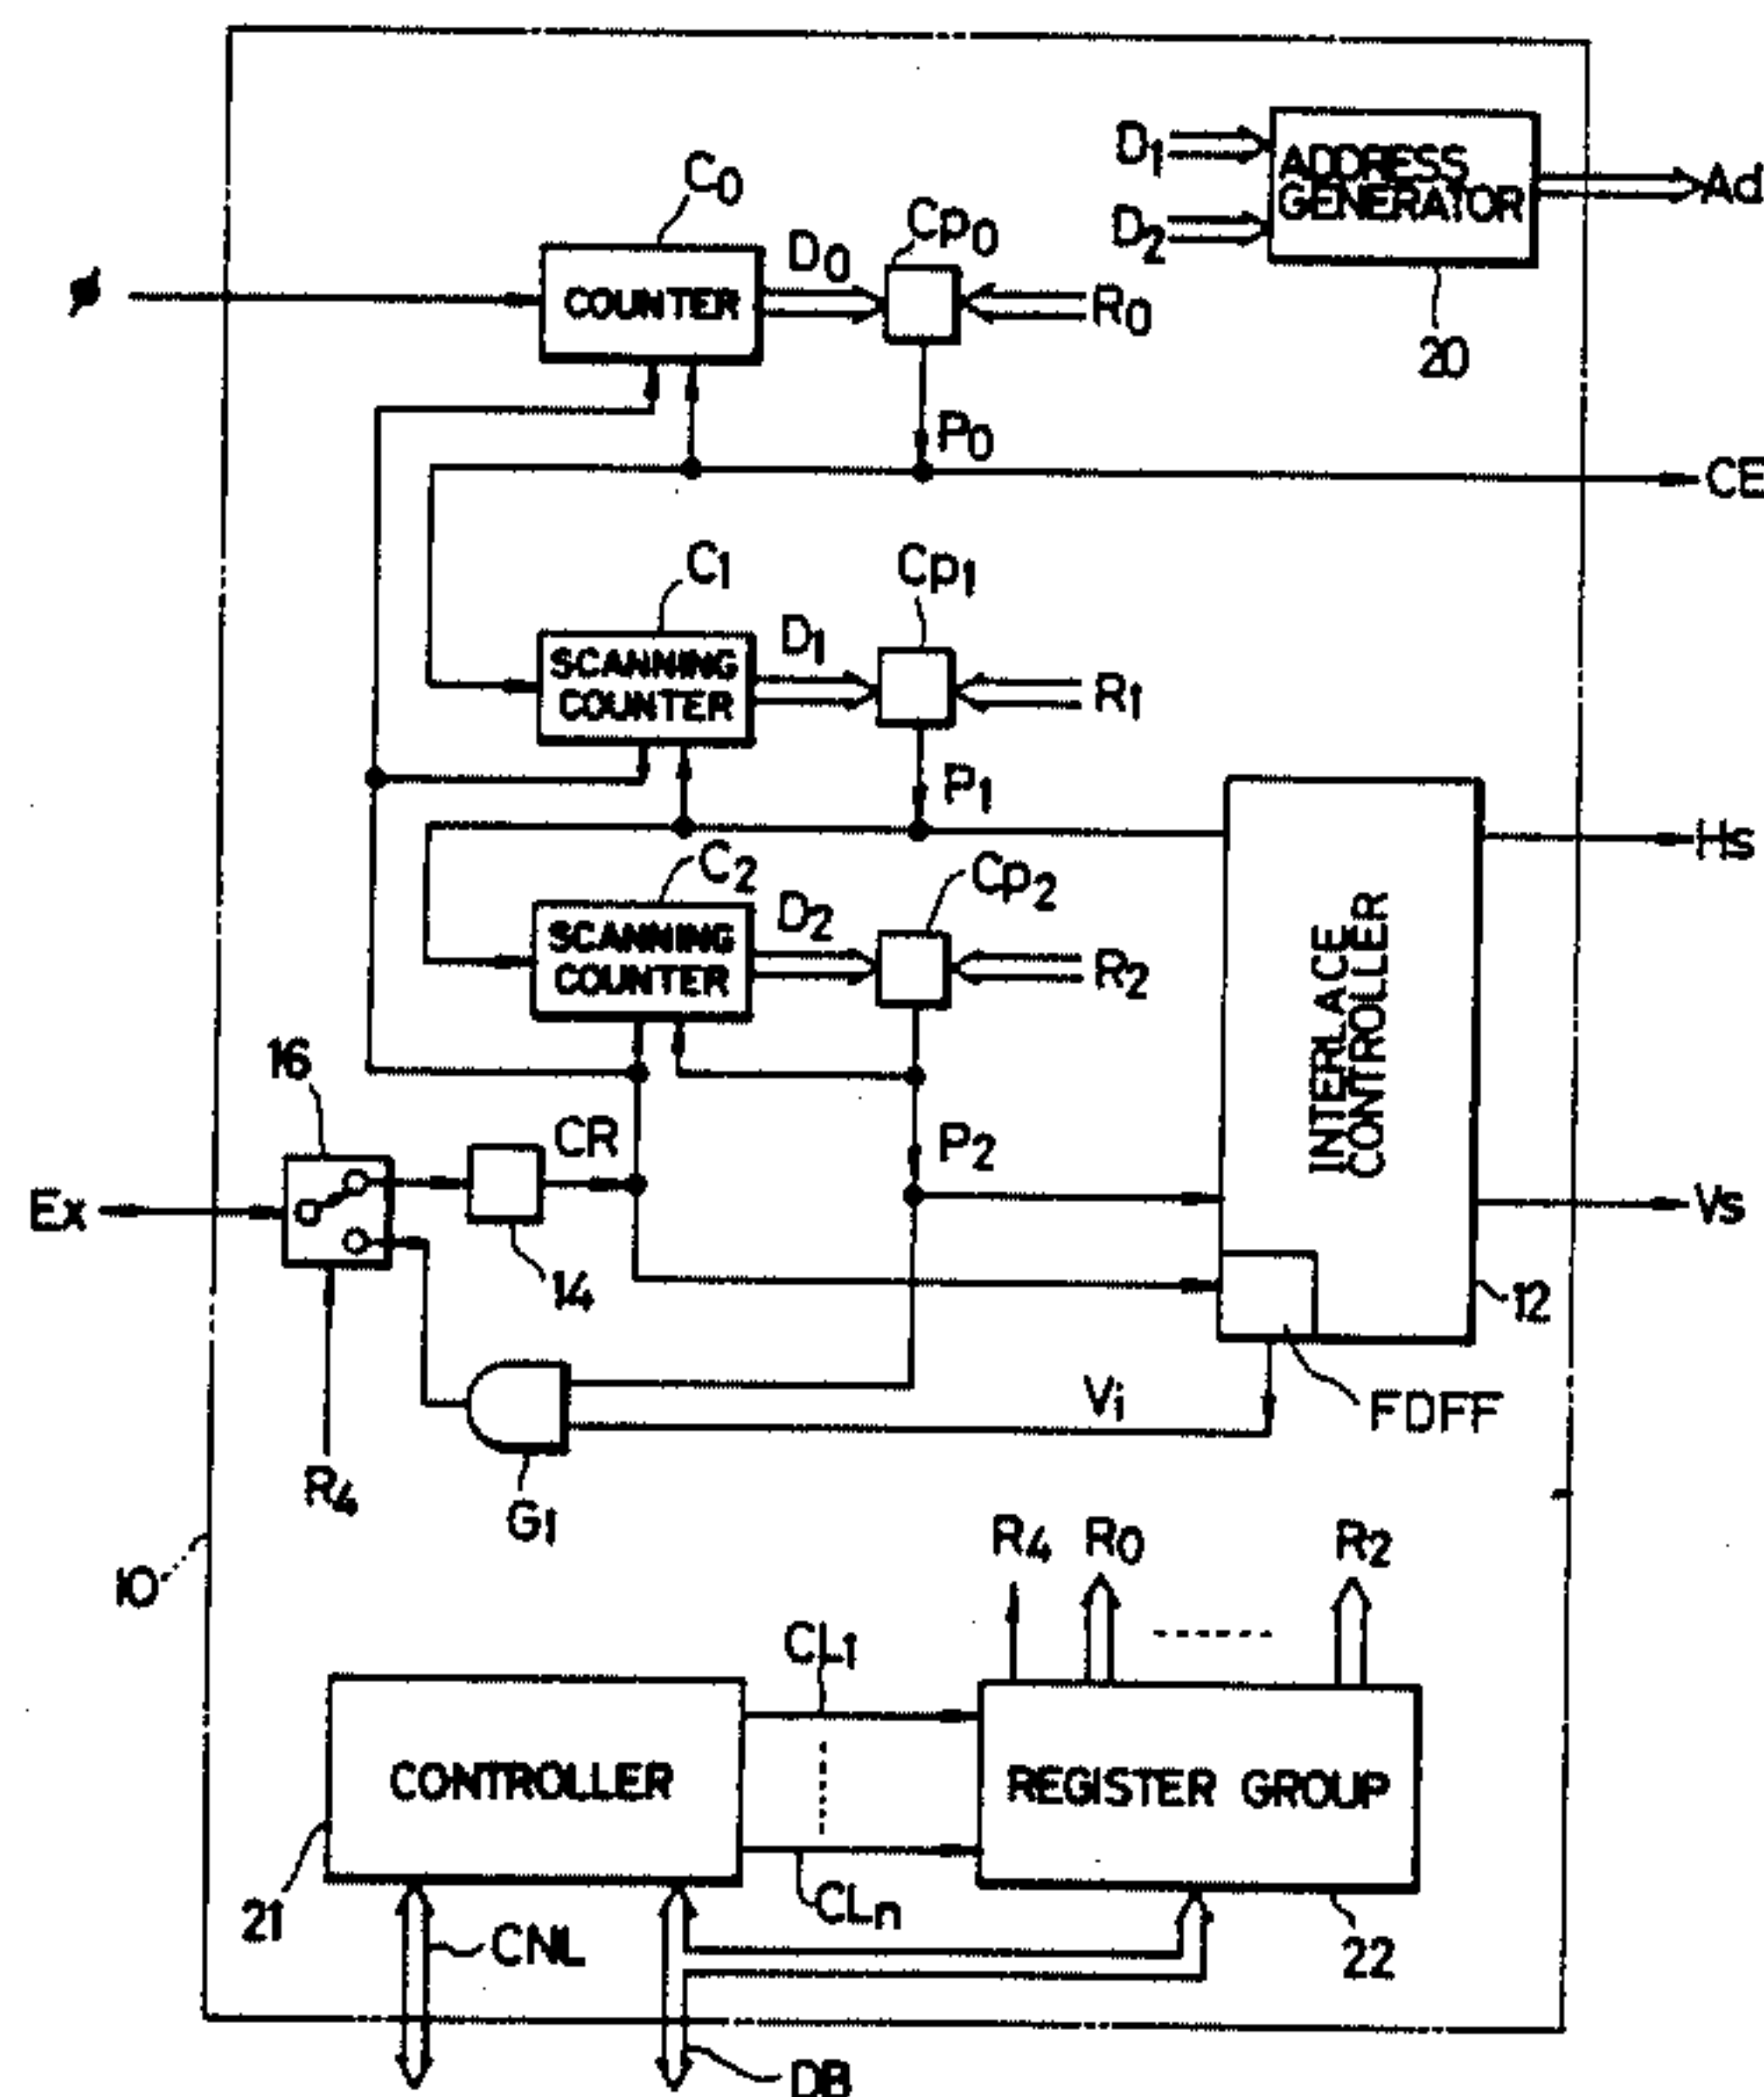 C0
D1
ADDRESS
GENERATOR
Ad
D2
Cp0
D0
ø
COUNTER
R0
20
P0
CE
C1
Cp1
D1
SCANNING
COUNTER
R1
P1
Hs
C2
Cp2
D2
SCANNING
COUNTER
R2
INTERLACE
CONTROLLER
16
CR
P2
Ex
Vs
14
12
Vi
FDFF
R4
G1
10
R4
R0
R2
CL1
CONTROLLER
REGISTER GROUP
21
CLn
CNL
22
DB